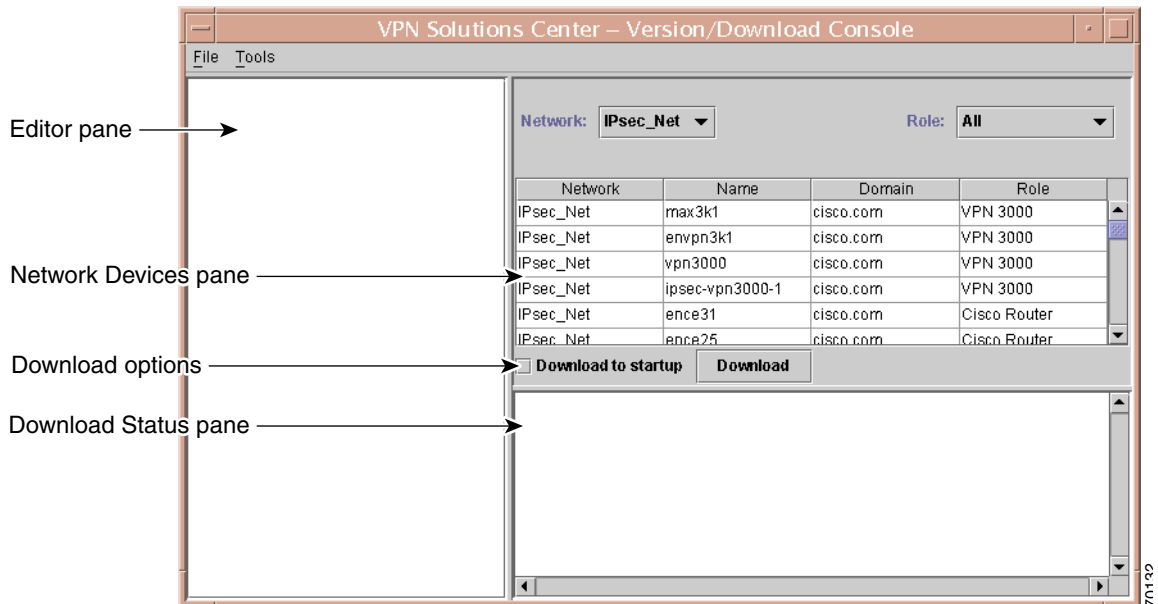 VPN Solutions Center – Version/Download Console
File Tools
Editor pane
Network: IPsec_Net Role: All
Network Name Domain Role
IPsec_Net max3k1 cisco.com VPN 3000
IPsec_Net envpn3k1 cisco.com VPN 3000
Network Devices pane
IPsec_Net vpn3000 cisco.com VPN 3000
IPsec_Net ipsec-vpn3000-1 cisco.com VPN 3000
IPsec_Net ence31 cisco.com Cisco Router
IPsec_Net ence25 cisco.com Cisco Router
Download options
Download to startup Download
Download Status pane
70132